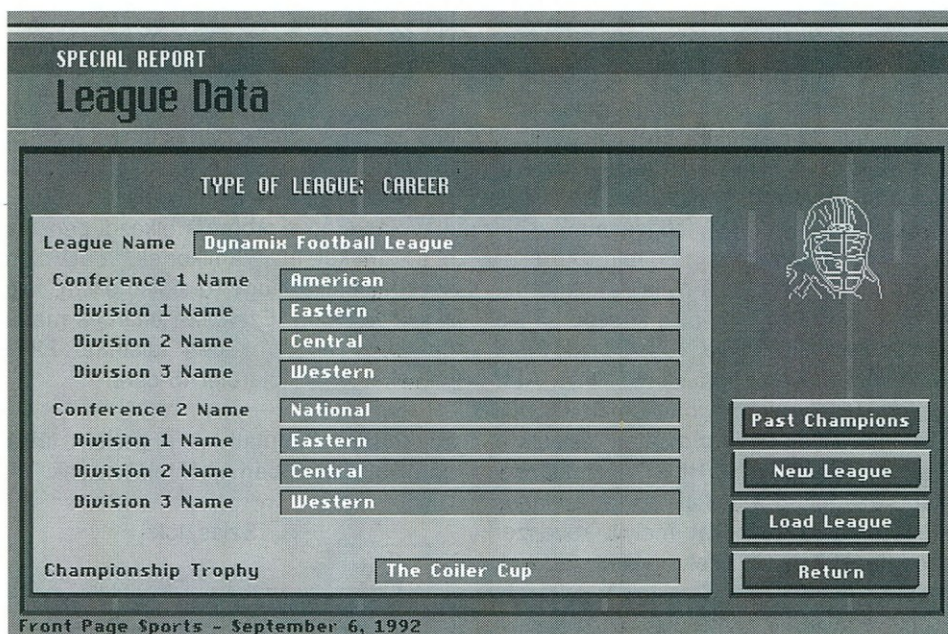 SPECIAL REPORT
League Data
TYPE OF LEAGUE: CAREER
League Name Dynamix Football League
Conference 1 Name American
Division 1 Name Eastern
Division 2 Name Central
Division 3 Name Western
Conference 2 Name National
Division 1 Name Eastern
Division 2 Name Central
Division 3 Name Western
Championship Trophy The Coiler Cup
Past Champions
New League
Load League
Return
Front Page Sports - September 6, 1992